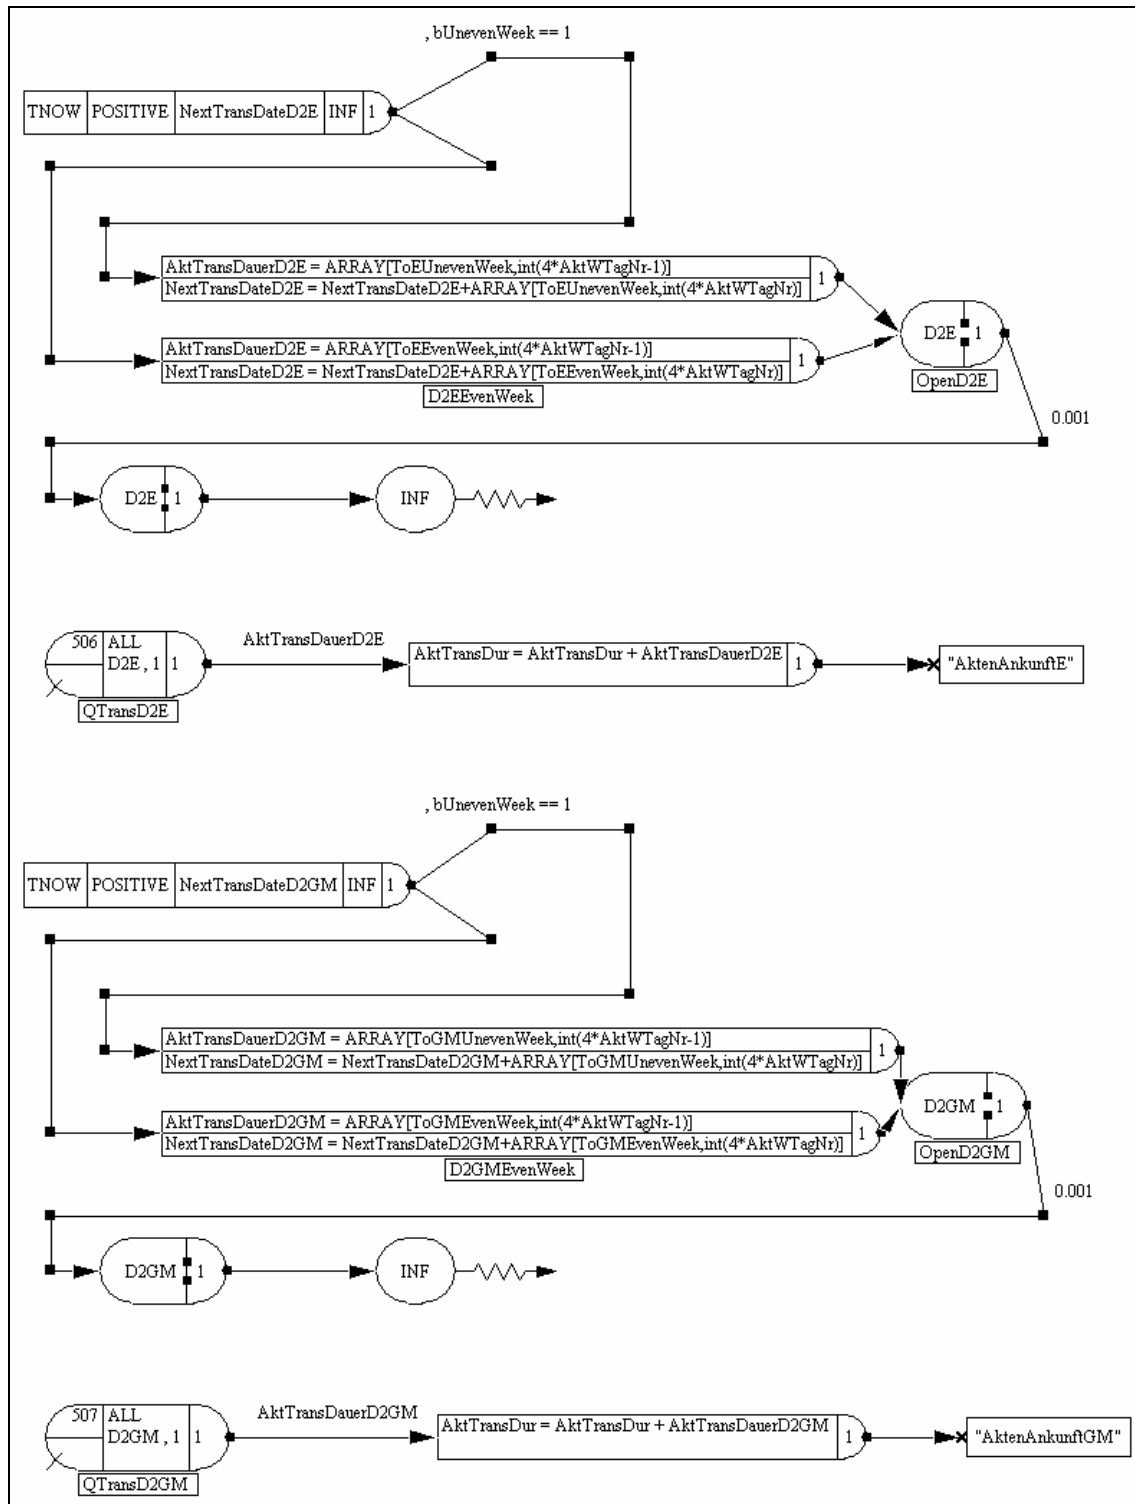 , bUnevenWeek == 1
TNOW POSITIVE NextTransDateD2E INF 1
AktTransDauerD2E = ARRAY[ToEUnevenWeek,int(4*AktWTagNr-1)]
NextTransDateD2E = NextTransDateD2E+ARRAY[ToEUnevenWeek,int(4*AktWTagNr)]
1
D2E 1
AktTransDauerD2E = ARRAY[ToEEvenWeek,int(4*AktWTagNr-1)]
NextTransDateD2E = NextTransDateD2E+ARRAY[ToEEvenWeek,int(4*AktWTagNr)]
1
OpenD2E
D2EEvenWeek
0.001
D2E 1
INF
506 ALL
D2E , 1 1
AktTransDauerD2E
AktTransDur = AktTransDur + AktTransDauerD2E 1
"AktenAnkunftE"
QTransD2E
, bUnevenWeek == 1
TNOW POSITIVE NextTransDateD2GM INF 1
AktTransDauerD2GM = ARRAY[ToGMUnevenWeek,int(4*AktWTagNr-1)]
NextTransDateD2GM = NextTransDateD2GM+ARRAY[ToGMUnevenWeek,int(4*AktWTagNr)]
1
D2GM 1
AktTransDauerD2GM = ARRAY[ToGMEvenWeek,int(4*AktWTagNr-1)]
NextTransDateD2GM = NextTransDateD2GM+ARRAY[ToGMEvenWeek,int(4*AktWTagNr)]
1
OpenD2GM
D2GMEvenWeek
0.001
D2GM 1
INF
507 ALL
D2GM , 1 1
AktTransDauerD2GM
AktTransDur = AktTransDur + AktTransDauerD2GM 1
"AktenAnkunftGM"
QTransD2GM